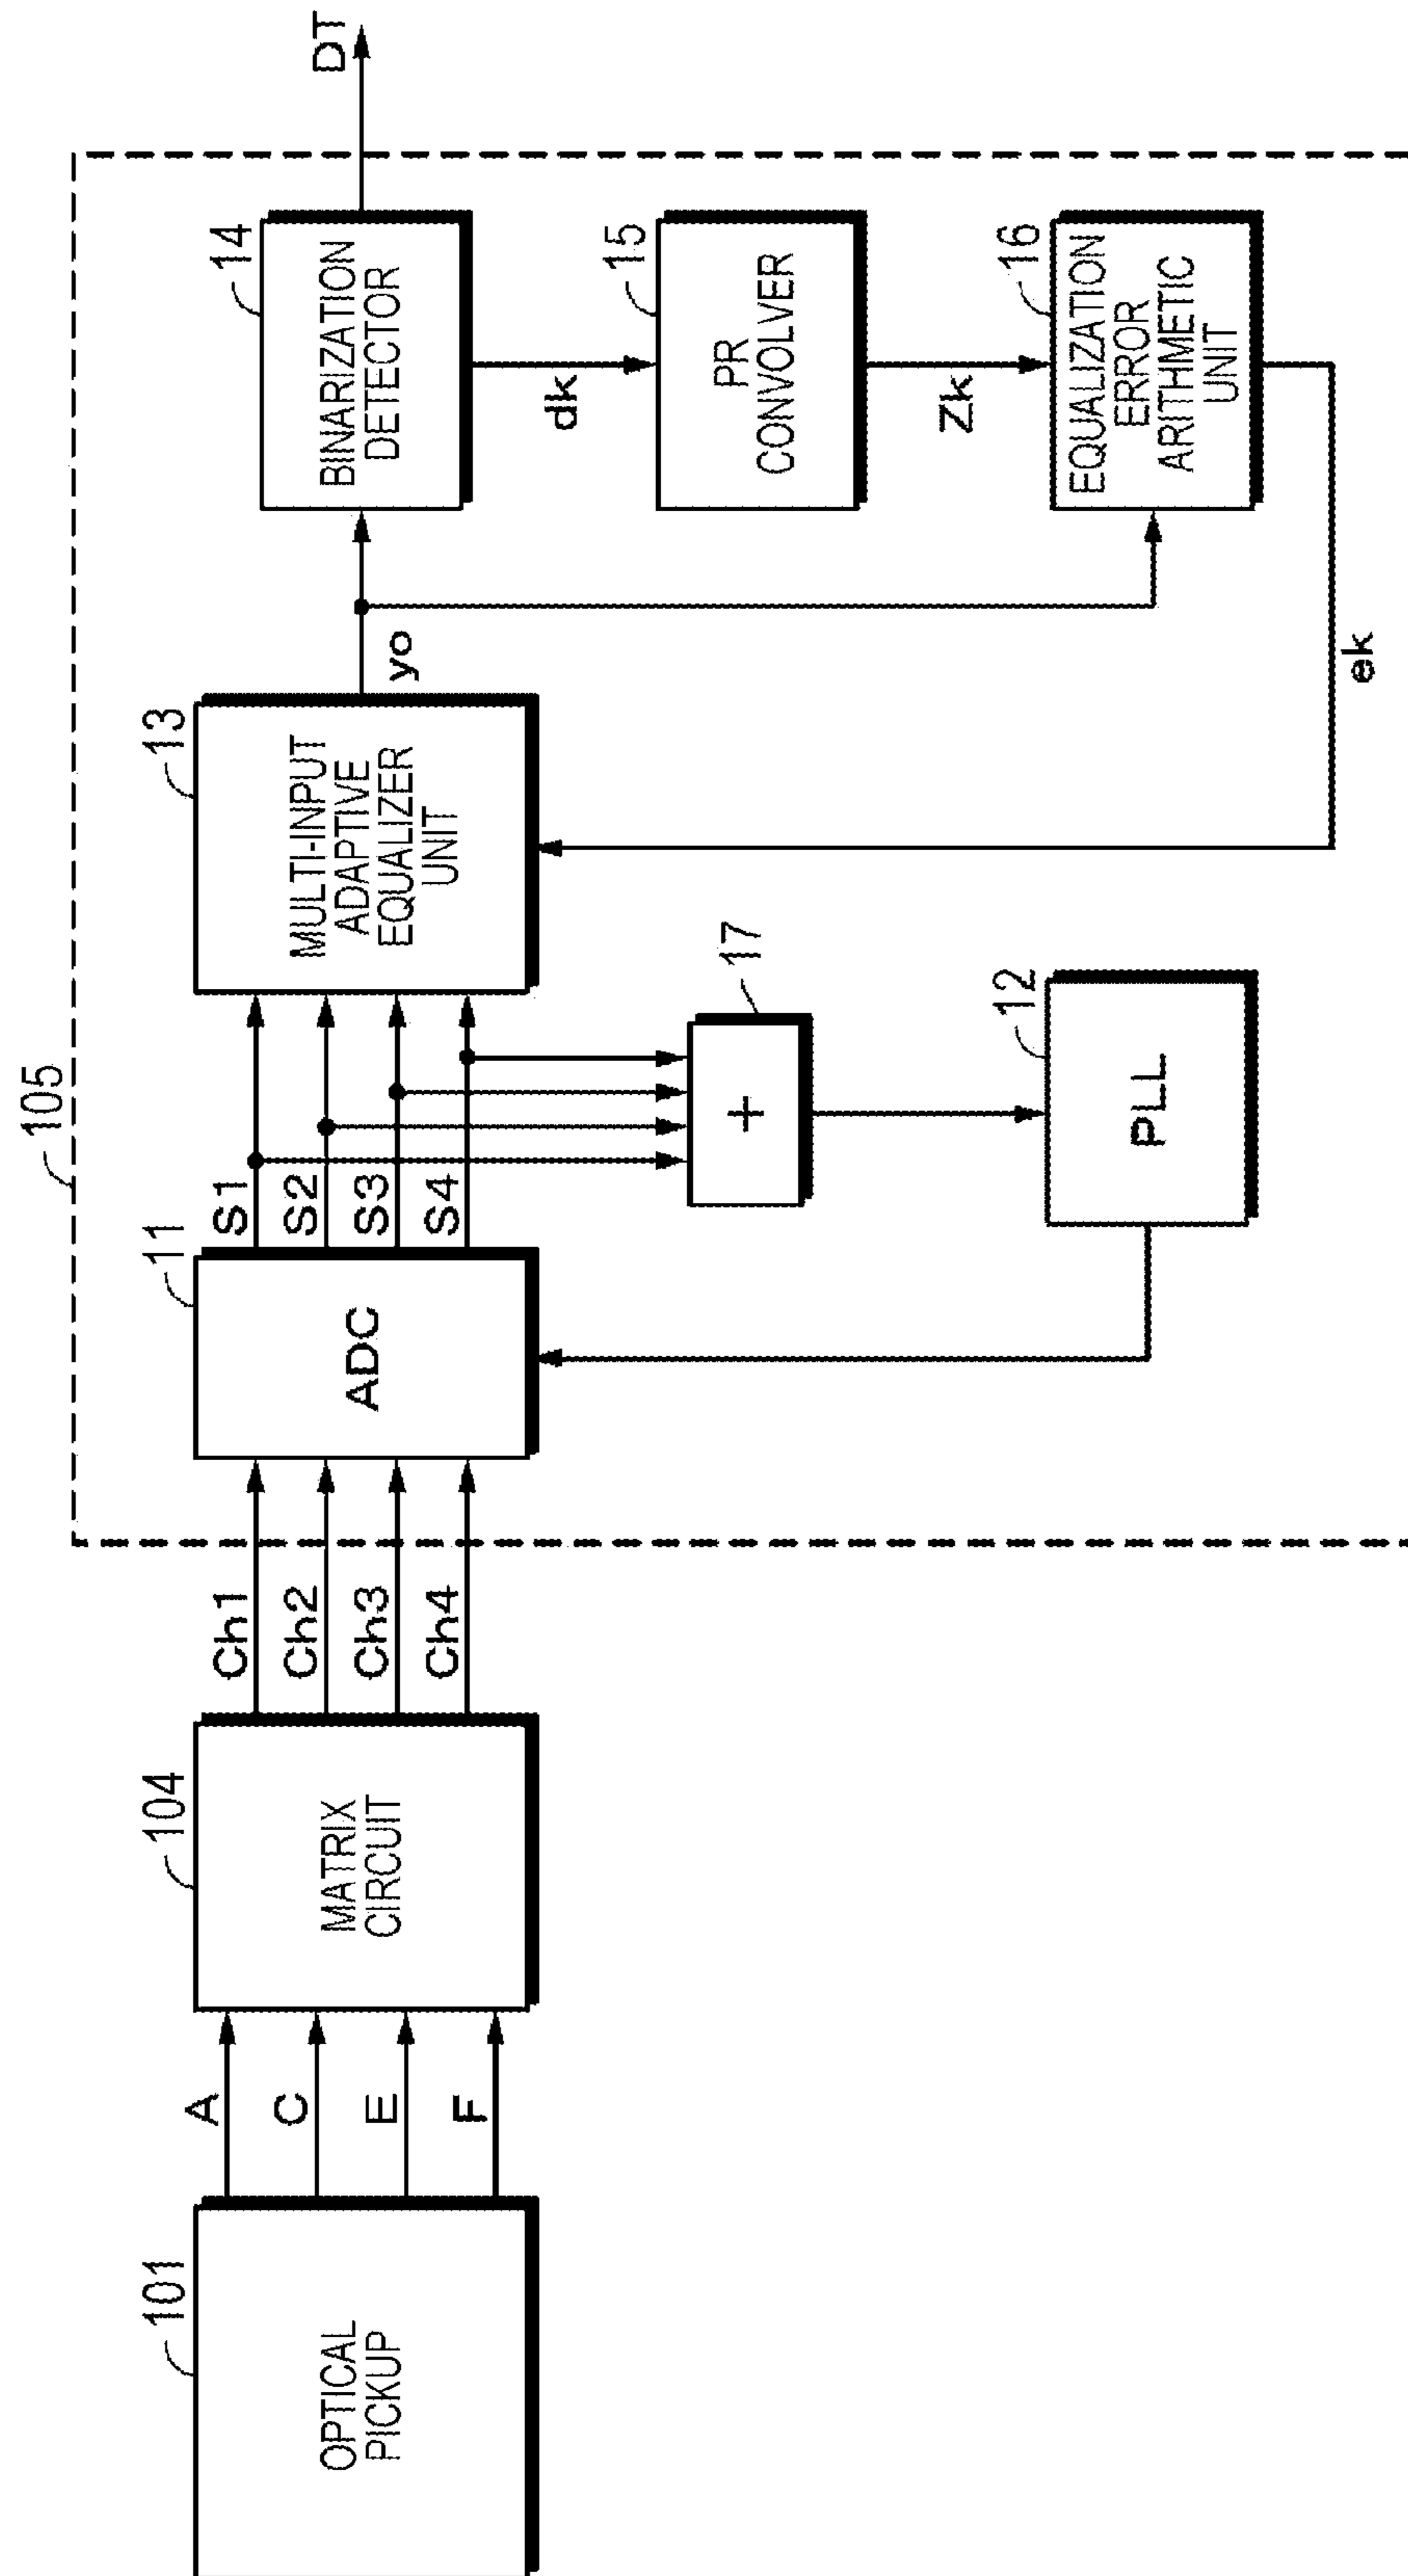 101
OPTICAL
PICKUP
A
C
E
F
104
MATRIX
CIRCUIT
Ch1
Ch2
Ch3
Ch4
105
11
ADC
S1
S2
S3
S4
17
+
12
PLL
13
MULTI-INPUT
ADAPTIVE
EQUALIZER
UNIT
yo
14
BINARIZATION
DETECTOR
DT
dk
15
PR
CONVOLVER
Zk
16
EQUALIZATION
ERROR
ARITHMETIC
UNIT
ek